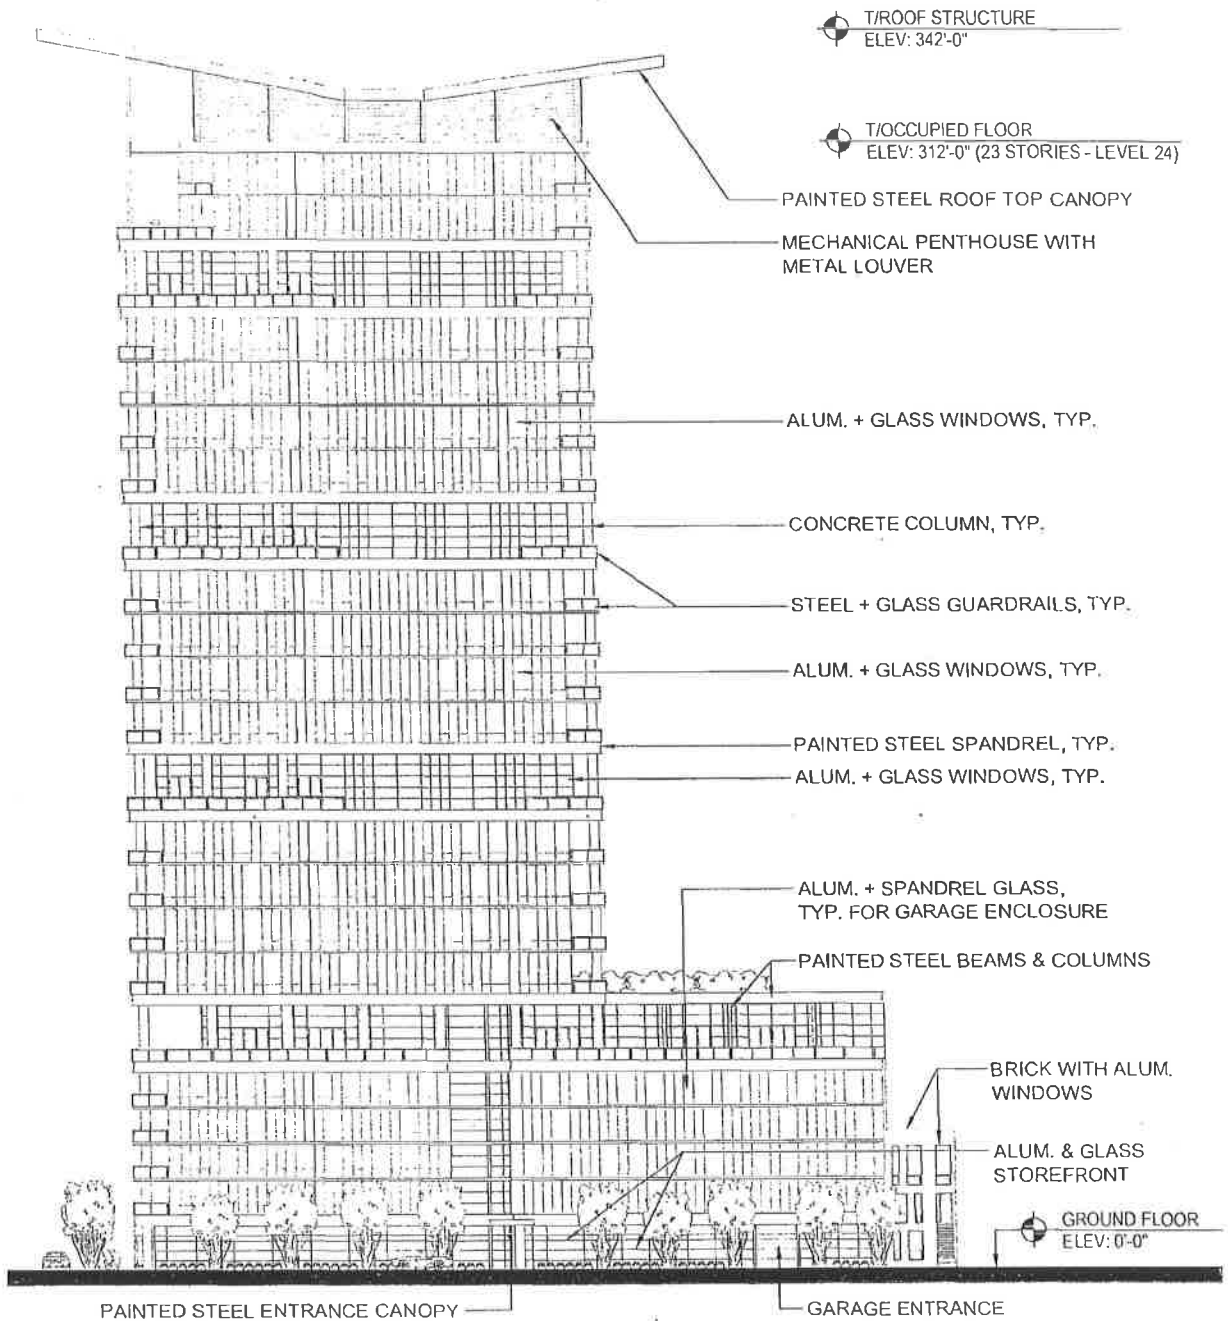 T/ROOF STRUCTURE
ELEV: 342'-0"
T/OCCUPIED FLOOR
ELEV: 312'-0" (23 STORIES - LEVEL 24)
PAINTED STEEL ROOF TOP CANOPY
MECHANICAL PENTHOUSE WITH
METAL LOUVER
ALUM. + GLASS WINDOWS, TYP.
CONCRETE COLUMN, TYP.
STEEL + GLASS GUARDRAILS, TYP.
ALUM. + GLASS WINDOWS, TYP.
PAINTED STEEL SPANDREL, TYP.
ALUM. + GLASS WINDOWS, TYP.
ALUM. + SPANDREL GLASS,
TYP. FOR GARAGE ENCLOSURE
PAINTED STEEL BEAMS & COLUMNS
BRICK WITH ALUM.
WINDOWS
ALUM. & GLASS
STOREFRONT
GROUND FLOOR
ELEV: 0'-0"
PAINTED STEEL ENTRANCE CANOPY
GARAGE ENTRANCE